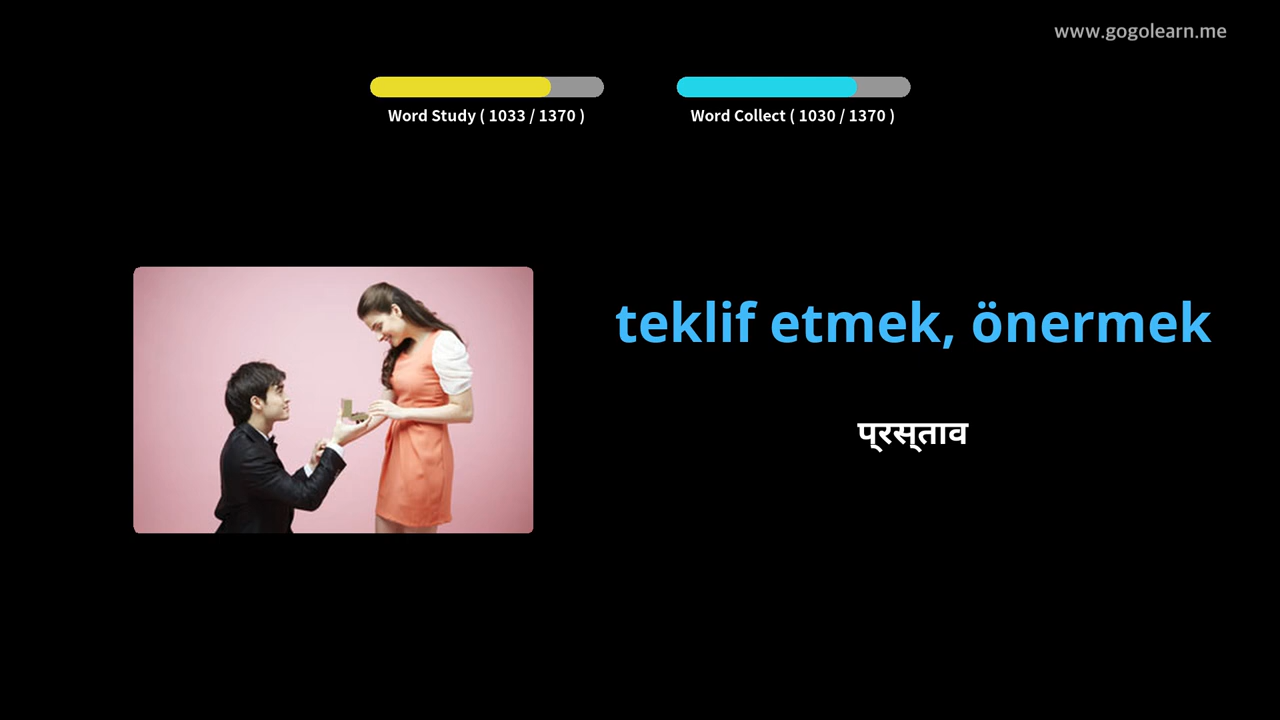 www.gogolearn.me
Word Study ( 1033 / 1370 )
Word Collect ( 1030 / 1370 )
teklif etmek, önermek
प्रस्ताव